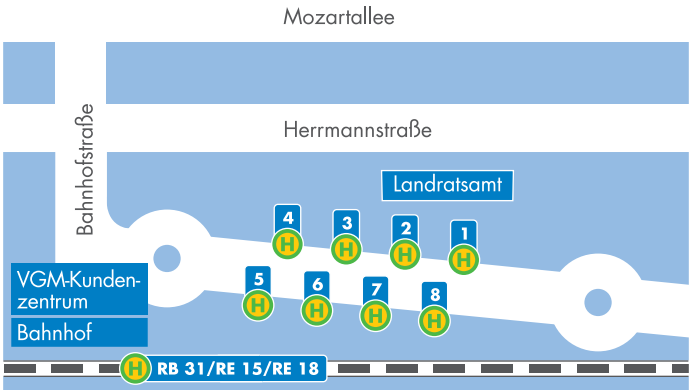 Mozartallee
Herrmannstraße
Bahnhofstraße
Landratsamt
4
3
2
1
H
H
H
H
5
6
7
8
H
H
H
H
VGM-Kunden-
zentrum
Bahnhof
H RB 31/RE 15/RE 18